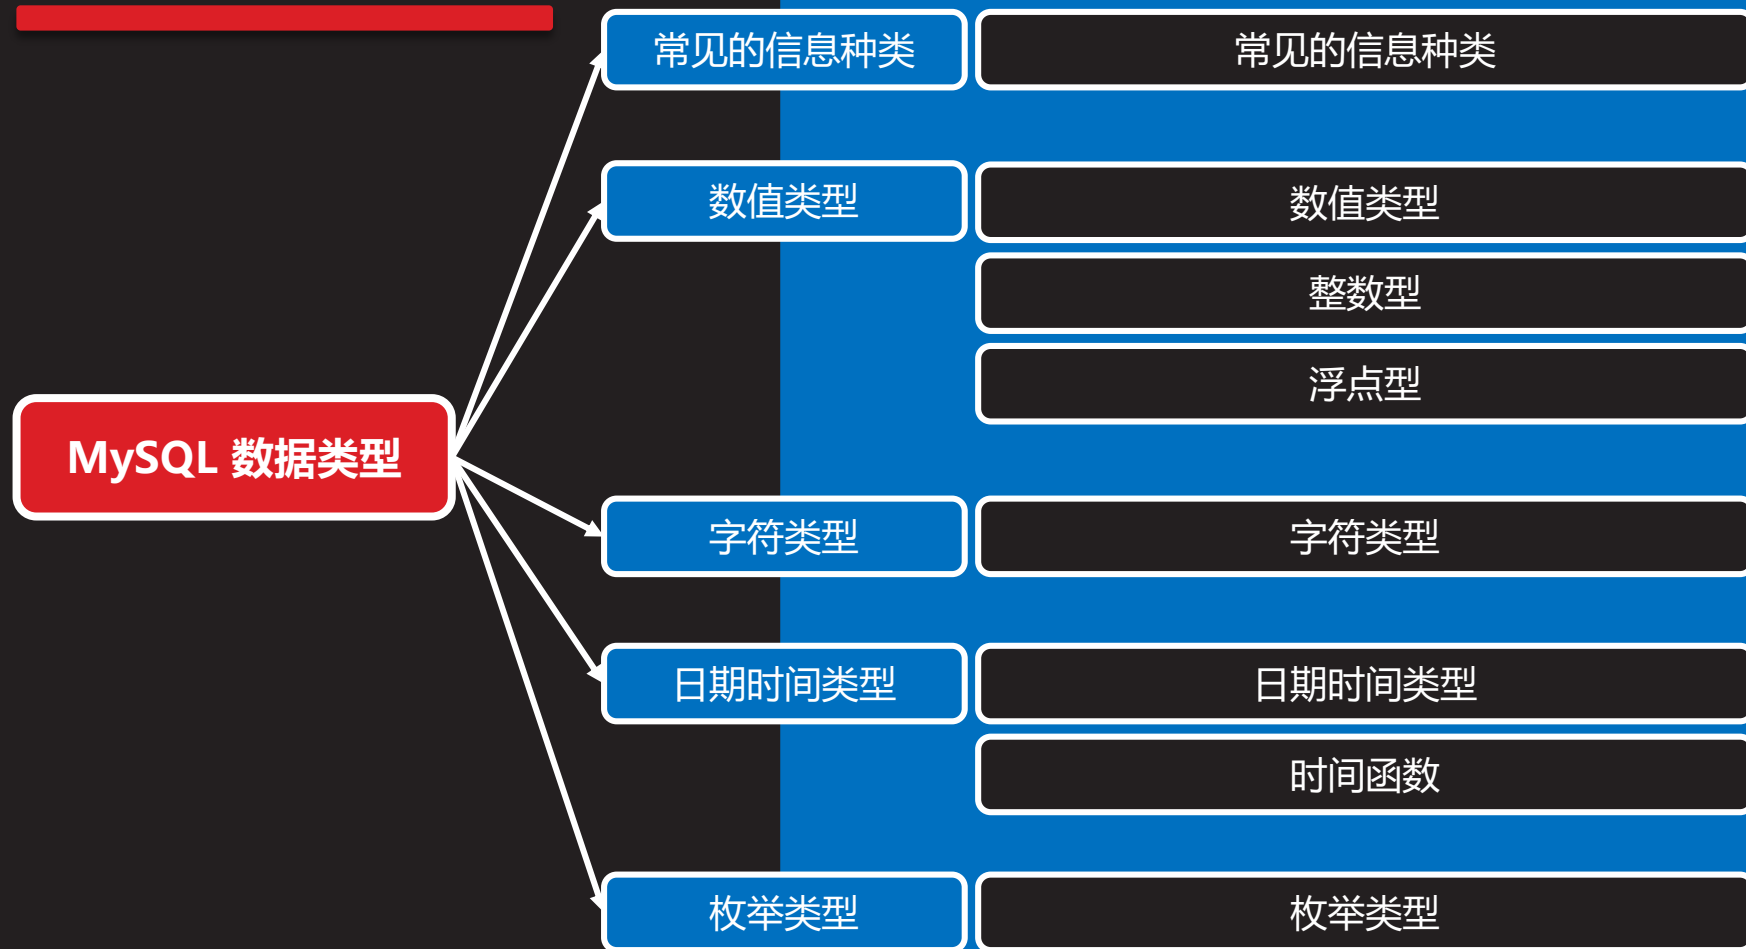 常见的信息种类
常见的信息种类
数值类型
数值类型
整数型
浮点型
MySQL 数据类型
字符类型
字符类型
日期时间类型
日期时间类型
时间函数
枚举类型
枚举类型